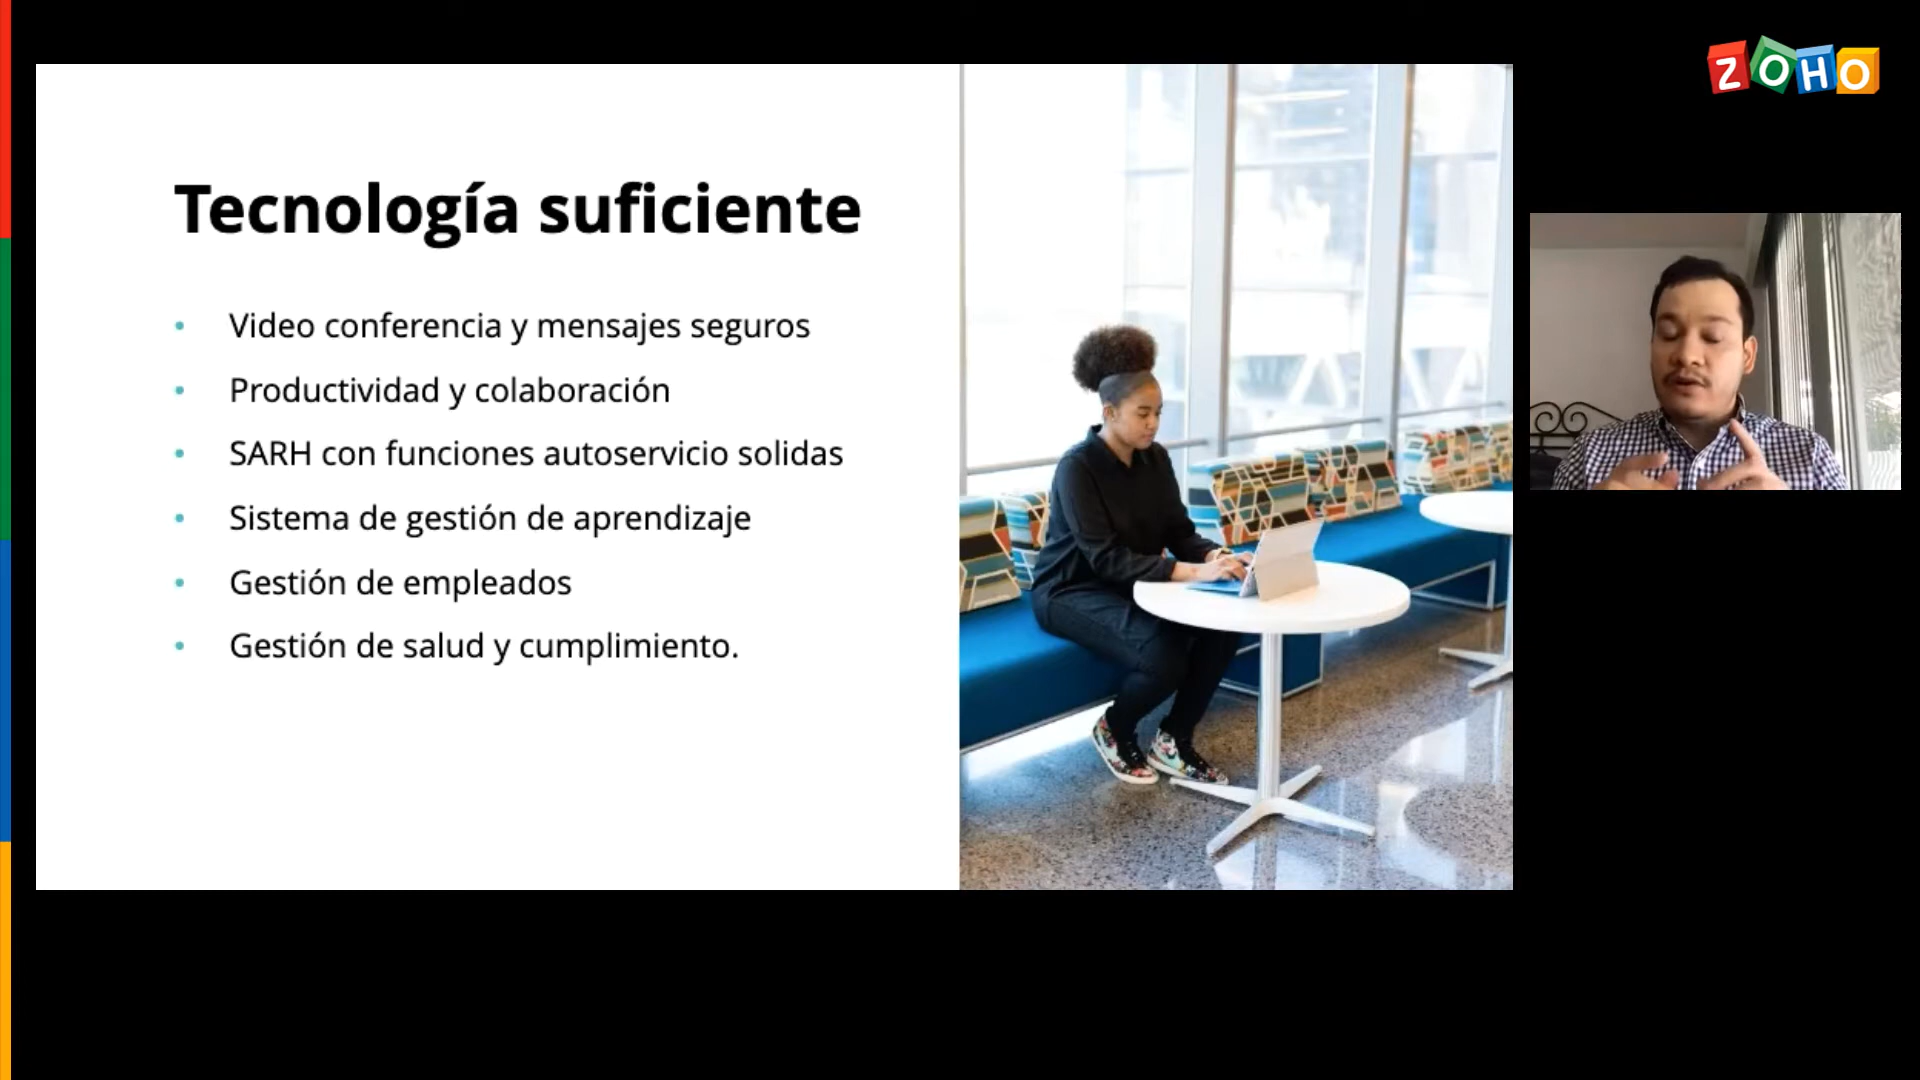 ZOHO
Tecnología suficiente
• Video conferencia y mensajes seguros
• Productividad y colaboración
• SARH con funciones autoservicio solidas
• Sistema de gestión de aprendizaje
• Gestión de empleados
• Gestión de salud y cumplimiento.